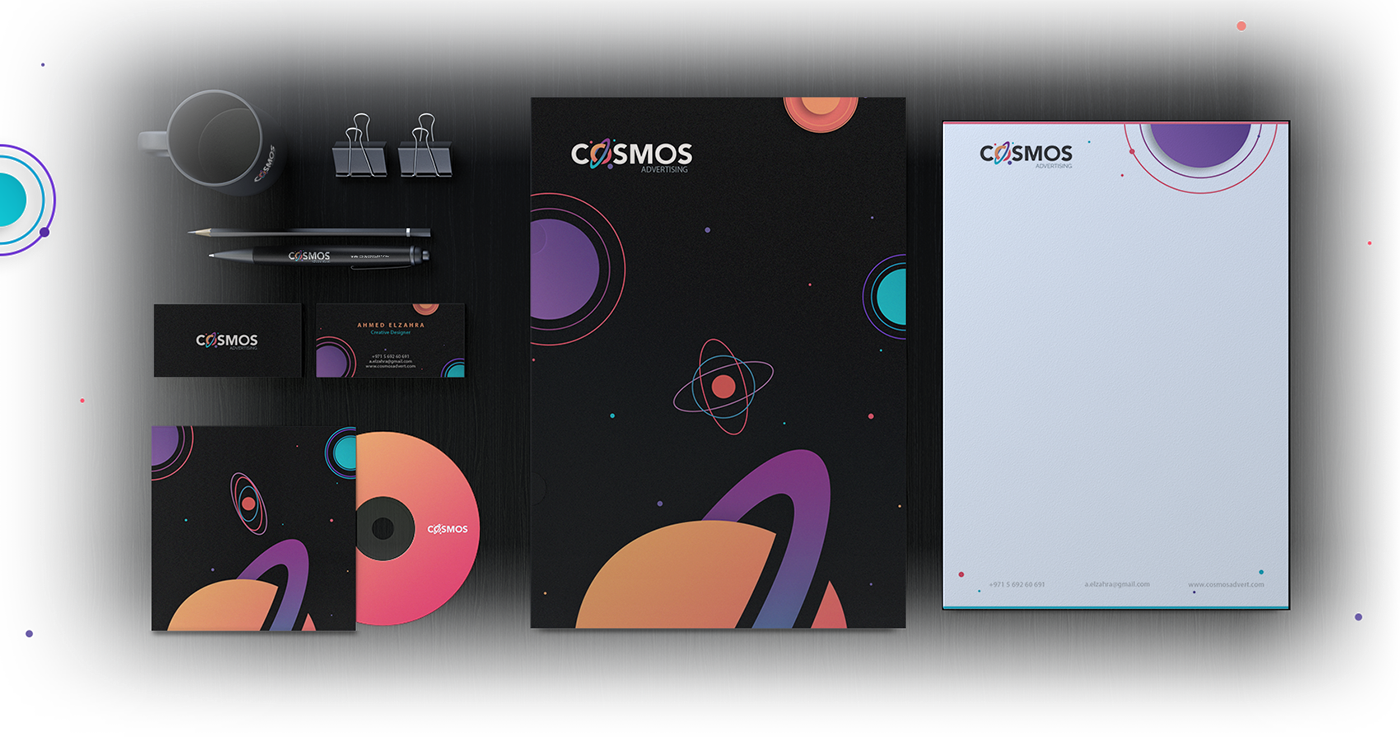 COSMOS
COSMOS
COSMOS
ADVERTISING
AHMED ELZAHRA
Creative Designer
+971 5 692 60 691
a.elzahra@gmail.com
www.cosmosadvert.com
COSMOS
COSMOS
ADVERTISING
COSMOS
ADVERTISING
+971 5 692 60 691
a.elzahra@gmail.com
www.cosmosadvert.com